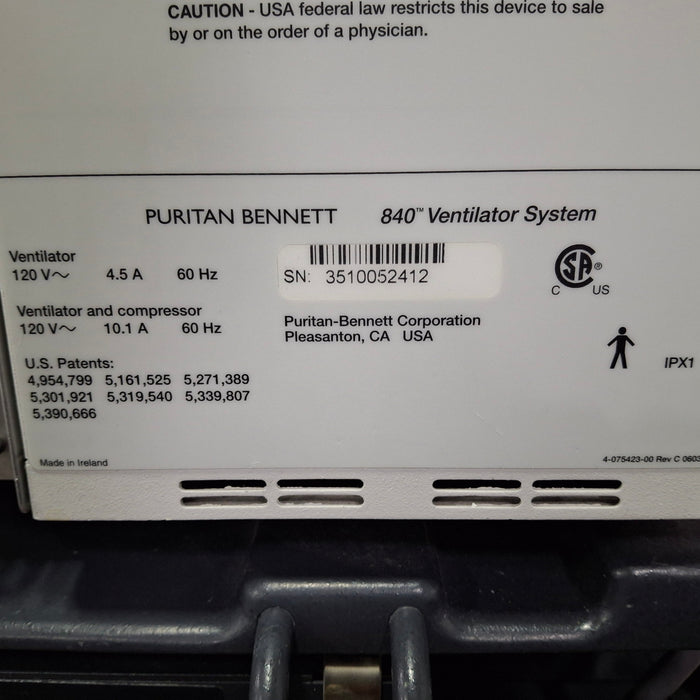 CAUTION - USA federal law restricts this device to sale
by or on the order of a physician.
PURITAN BENNETT 840™ Ventilator System
Ventilator
120 V~ 4.5 A 60 Hz
SN: 3510052412
SA®
C US
Ventilator and compressor
120 V~ 10.1 A 60 Hz
Puritan-Bennett Corporation
Pleasanton, CA USA
IPX1
U.S. Patents:
4,954,799 5,161,525 5,271,389
5,301,921 5,319,540 5,339,807
5,390,666
Made in Ireland
4-075423-00 Rev C 0603